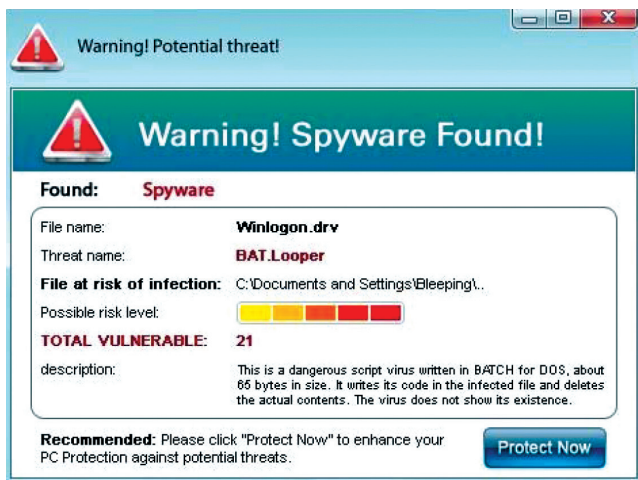 Warning! Potential threat!
Warning! Spyware Found!
Found: Spyware
File name: Winlogon.drv
Threat name: BAT.Looper
File at risk of infection: C:\Documents and Settings\Bleeping\..
Possible risk level:
TOTAL VULNERABLE: 21
description: This is a dangerous script virus written in BATCH for DOS, about
65 bytes in size. It writes its code in the infected file and deletes
the actual contents. The virus does not show its existence.
Recommended: Please click "Protect Now" to enhance your
PC Protection against potential threats.
Protect Now